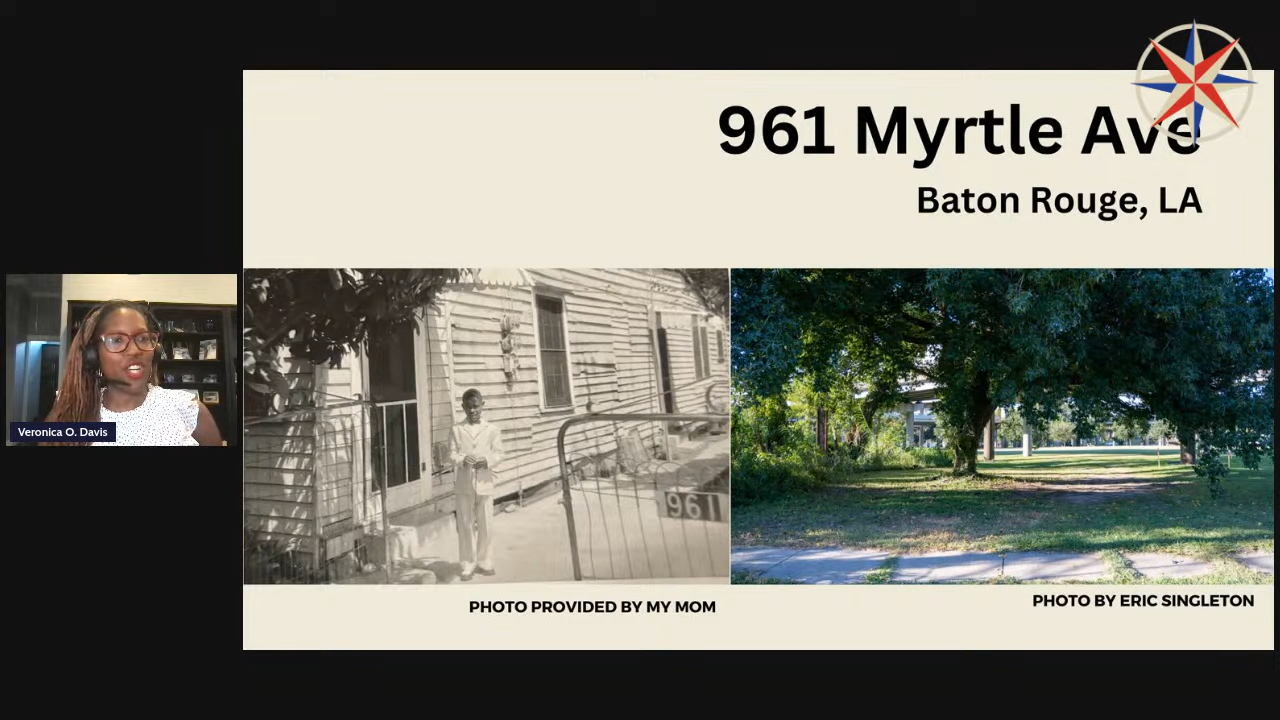 961 Myrtle Ave
Baton Rouge, LA
Veronica O. Davis
961
PHOTO PROVIDED BY MY MOM
PHOTO BY ERIC SINGLETON